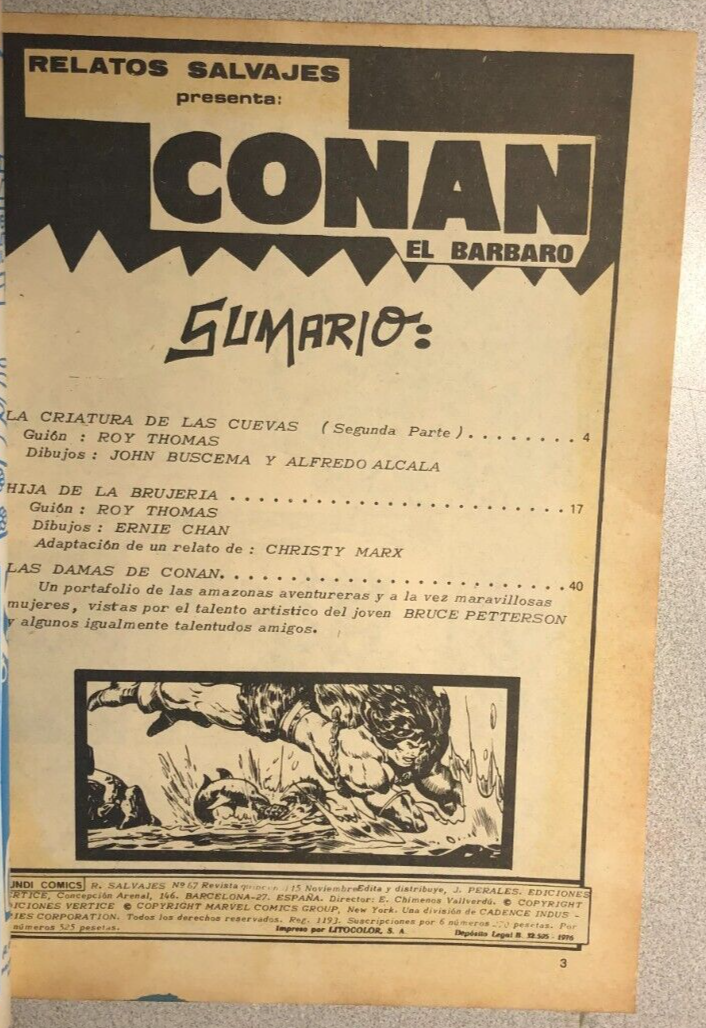 RELATOS SALVAJES
presenta:
CONAN
EL BARBARO
SUMARIO:
LA CRIATURA DE LAS CUEVAS (Segunda Parte)........4
Guión : ROY THOMAS
Dibujos : JOHN BUSCEMA Y ALFREDO ALCALA
HIJA DE LA BRUJERIA ........................17
Guión : ROY THOMAS
Dibujos : ERNIE CHAN
Adaptación de un relato de : CHRISTY MARX
LAS DAMAS DE CONAN.........................40
Un portafolio de las amazonas aventureras y a la vez maravillosas
mujeres, vistas por el talento artistico del joven BRUCE PETTERSON
y algunos igualmente talentudos amigos.
UNDI COMICS R. SALVAJES Nº 67 Revista 15 Noviembre Edita y distribuye, J. PERALES. EDICIONES
ERTICE, Concepción Arenal, 146. BARCELONA-27. ESPAÑA. Director: E. Chimenos Vallverdú. © COPYRIGHT
ICIONES VERTICE © COPYRIGHT MARVEL COMICS GROUP, New York. Una división de CADENCE INDUS -
IES CORPORATION. Todos los derechos reservados. Reg. 1193. Suscripciones por 6 números pesetas. Por
números 525 pesetas. Impreso por LITOCOLOR, S. A. Depósito Legal B. 32.595 - 1976
3